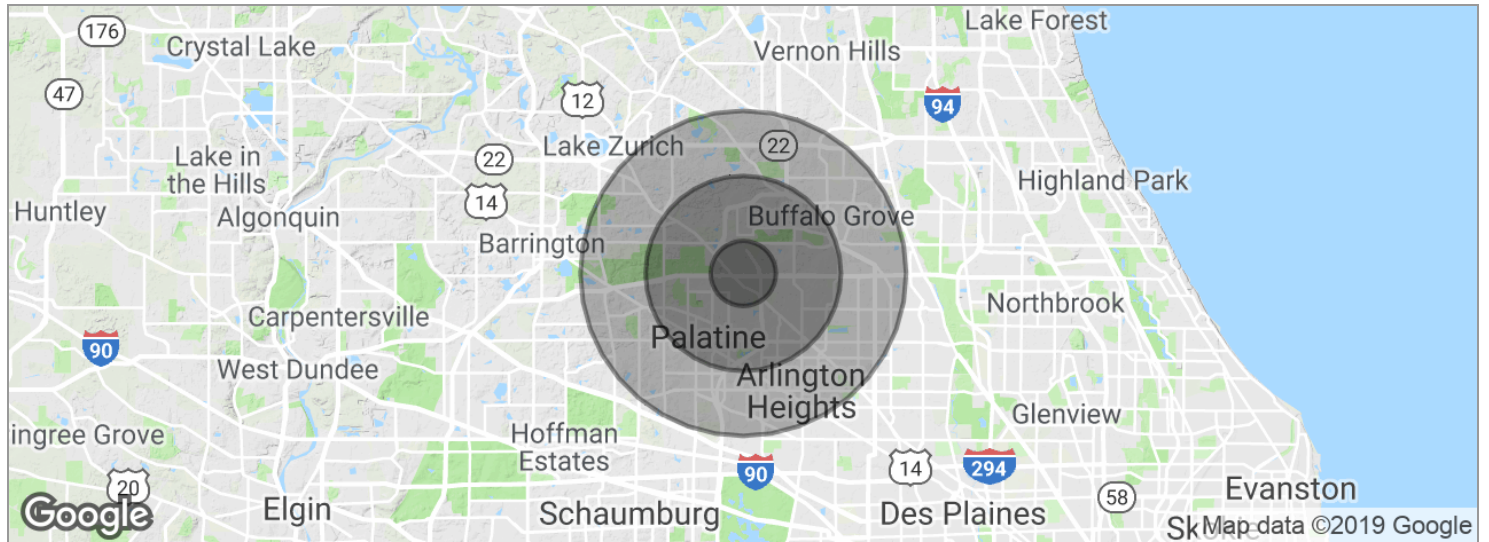 Lake Forest
176
Crystal Lake
Vernon Hills
47
12
94
Lake Zurich
22
22
Lake in
the Hills
14
Highland Park
Huntley
Algonquin
Buffalo Grove
Barrington
Northbrook
Carpentersville
Palatine
90
West Dundee
Arlington
Heights
Glenview
ingree Grove
Hoffman
Estates
90
14
294
20
58
Evanston
Google
Elgin
Schaumburg
Des Plaines
Map data ©2019 Google